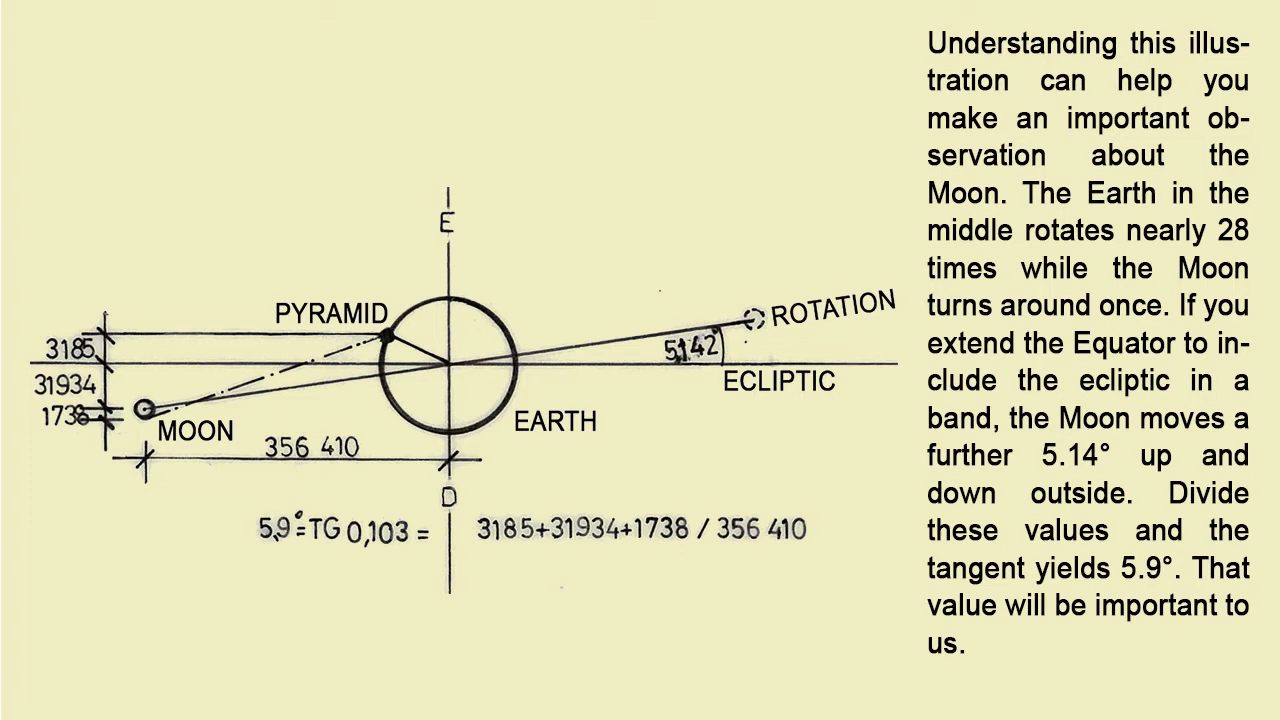 E
PYRAMID
ROTATION
3185
5,142°
ECLIPTIC
31934
1738
MOON
EARTH
356 410
D
5,9°=TG 0,103 = 3185+31934+1738 / 356 410
Understanding this illus-
tration can help you
make an important ob-
servation about the
Moon. The Earth in the
middle rotates nearly 28
times while the Moon
turns around once. If you
extend the Equator to in-
clude the ecliptic in a
band, the Moon moves a
further 5.14° up and
down outside. Divide
these values and the
tangent yields 5.9°. That
value will be important to
us.